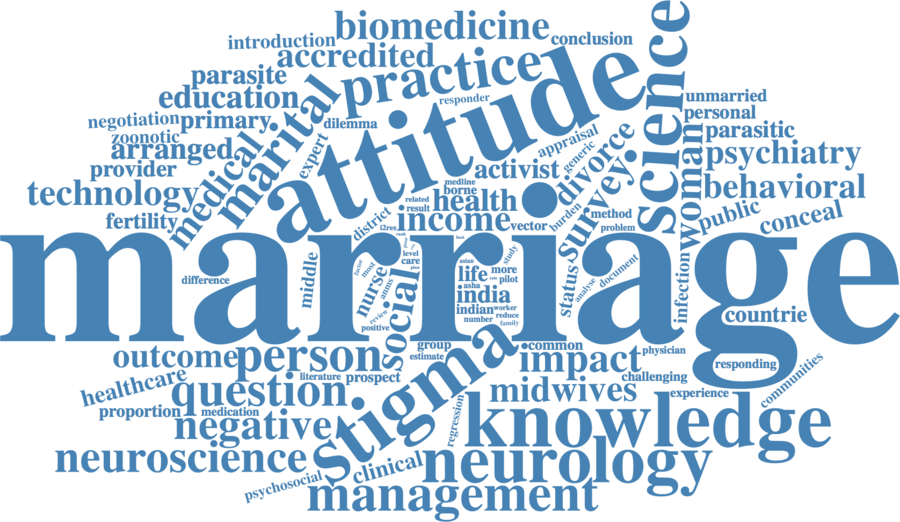 biomedicine
introduction
conclusion
accredited
science
parasite
practice
attitude
education
marital
medical
responder
unmarried
personal
negotiation
primary
dilemma
zoonotic
expert
appraisal
parasitic
arranged
generic
divorce
woman
psychiatry
provider
activist
survey
technology
medline
borne
health
behavioral
related
result
burden
public
conceal
fertility
district
income
vector
method
problem
marriage
l2res
level
care
study
document
infection
difference
middle
factor
most
nurse
anms
social
asian
life
more
pilot
asha
india
status
analyse
indian
worker
number
reduce
family
review
positive
countrie
outcome
person
group
estimate
stigma
common
impact
physician
responding
healthcare
question
literature
prospect
midwives
challenging
experience
communities
proportion
medication
negative
regression
knowledge
neuroscience
psychosocial
clinical
neurology
management